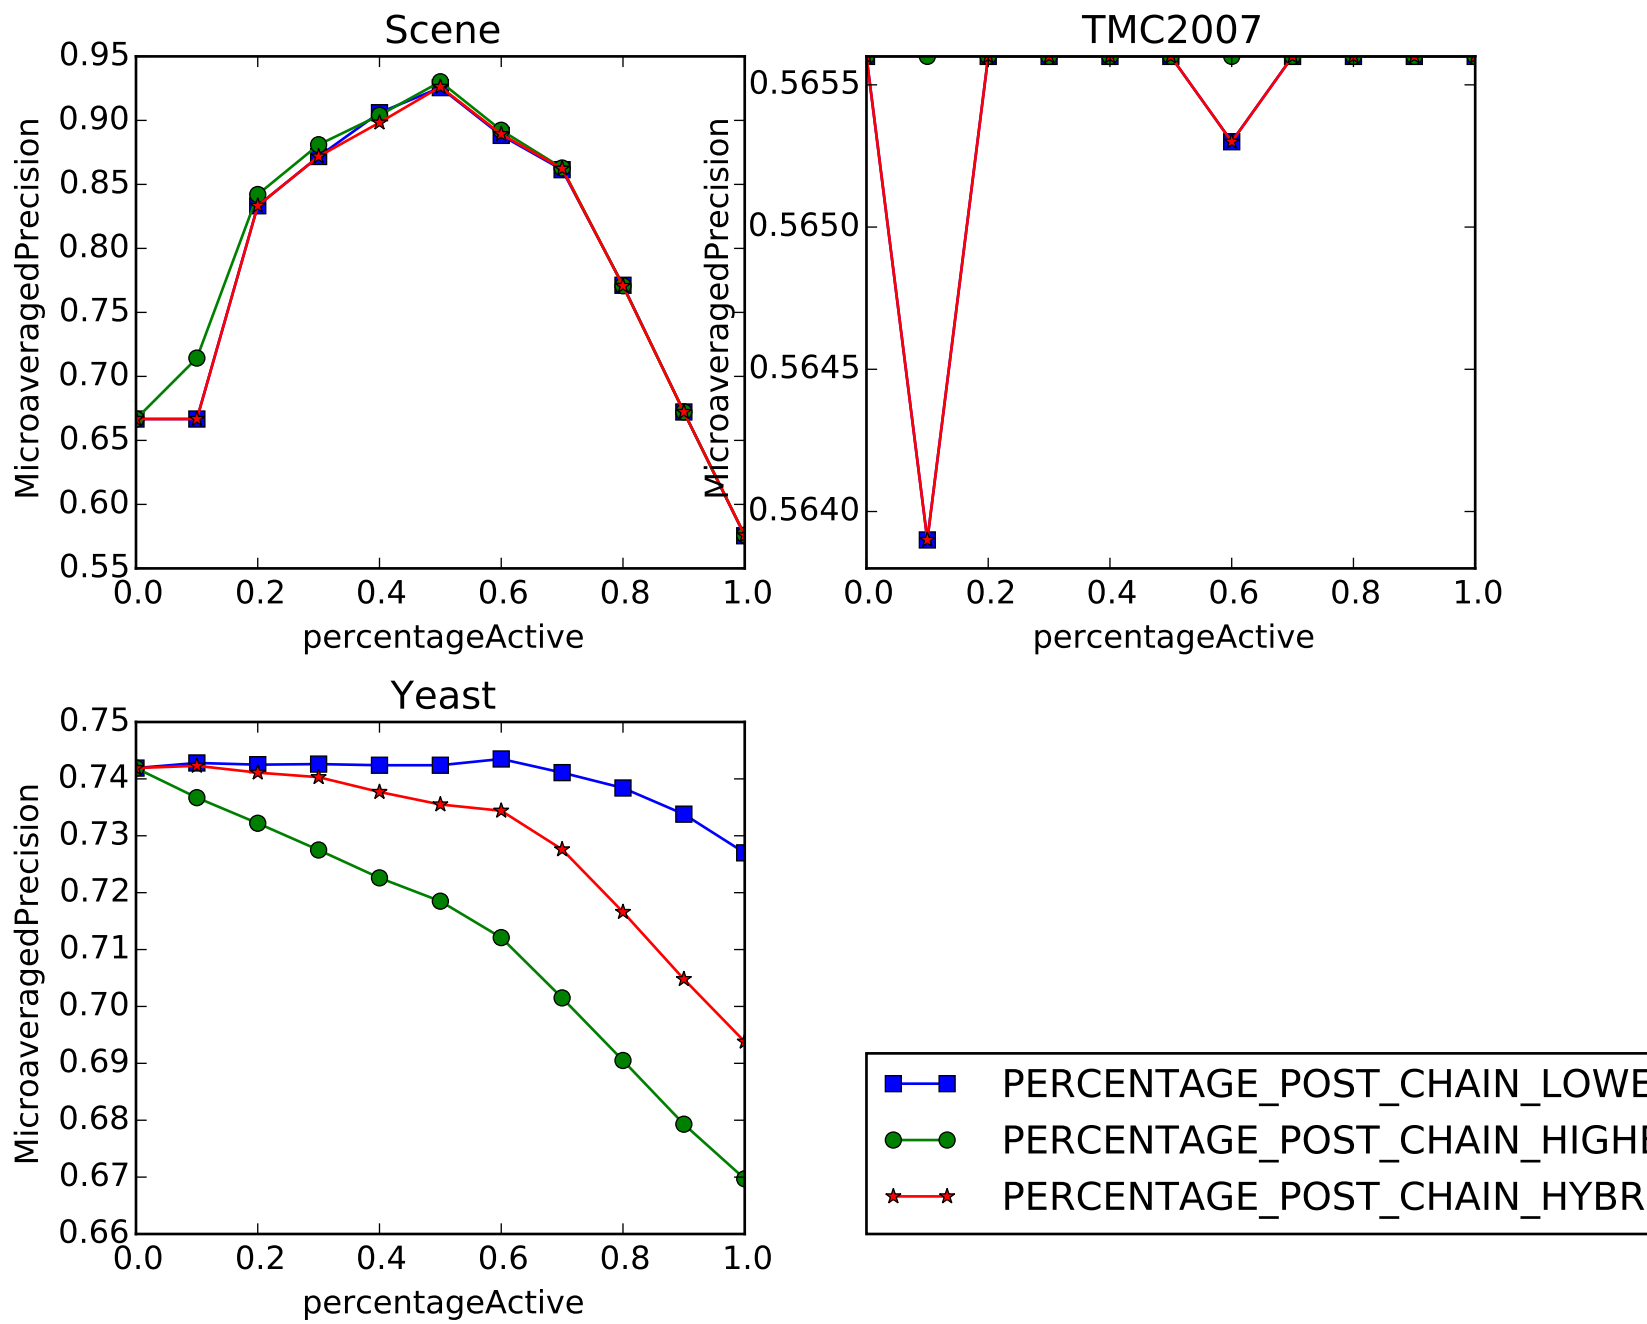 Scene
0.95
0.90
0.85
0.80
0.75
0.70
0.65
0.60
0.55
MicroaveragedPrecision
0.0 0.2 0.4 0.6 0.8 1.0
percentageActive
TMC2007
0.5655
0.5650
0.5645
0.5640
MicroaveragedPrecision
0.0 0.2 0.4 0.6 0.8 1.0
percentageActive
Yeast
0.75
0.74
0.73
0.72
0.71
0.70
0.69
0.68
0.67
0.66
MicroaveragedPrecision
0.0 0.2 0.4 0.6 0.8 1.0
percentageActive
PERCENTAGE_POST_CHAIN_LOWE
PERCENTAGE_POST_CHAIN_HIGHE
PERCENTAGE_POST_CHAIN_HYBR